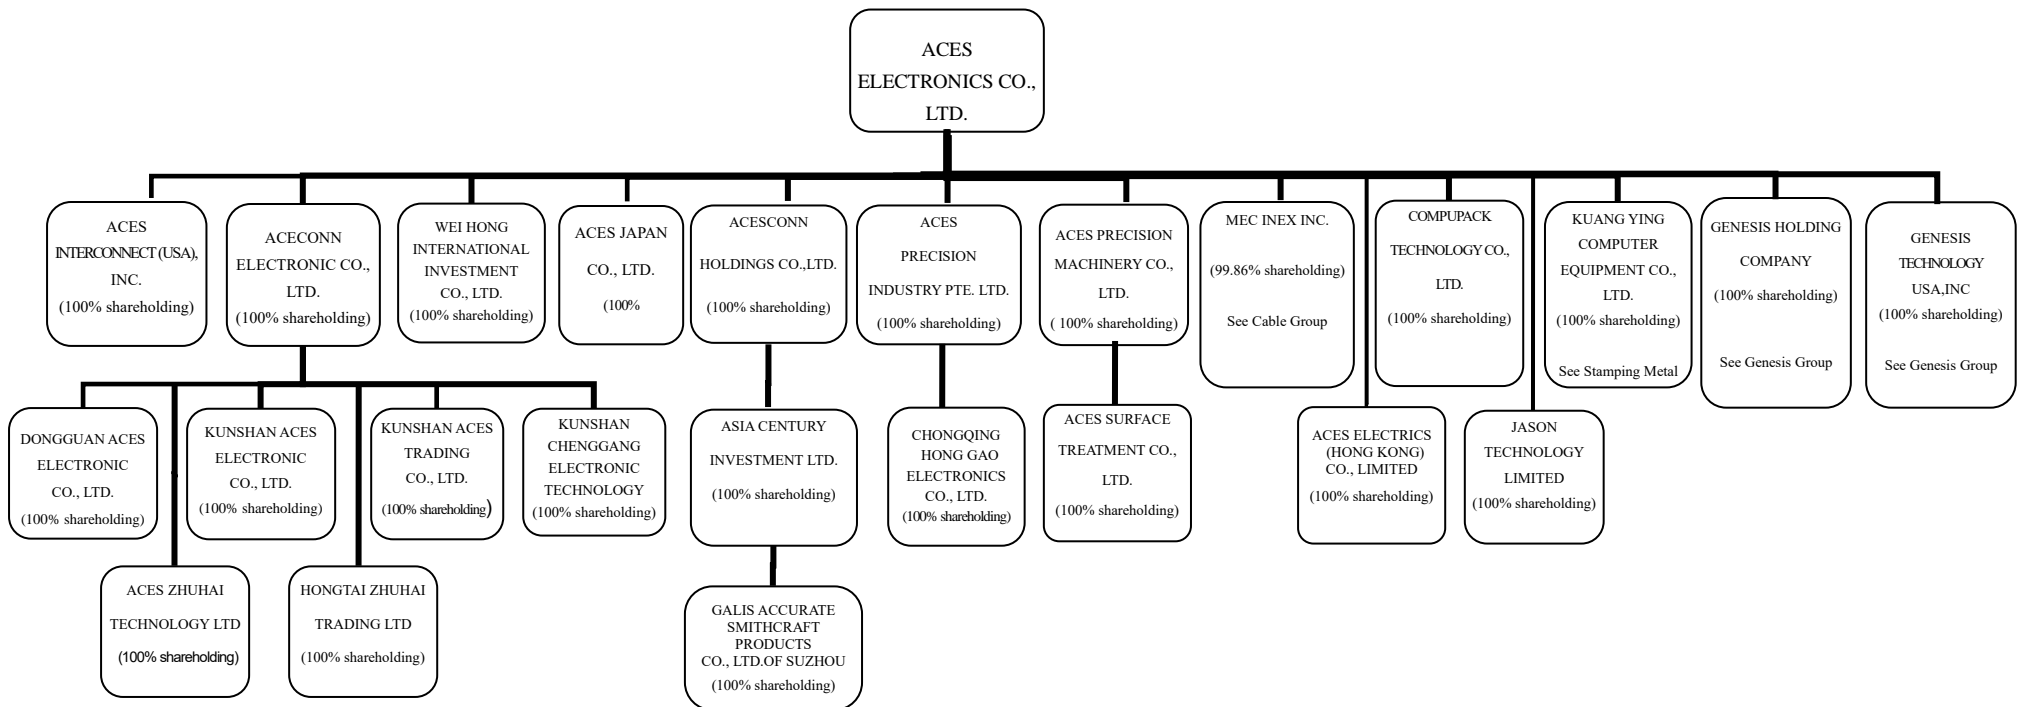 ACES
ELECTRONICS CO.,
LTD.
ACES
INTERCONNECT (USA),
INC.
(100% shareholding)
ACECONN
ELECTRONIC CO.,
LTD.
(100% shareholding)
WEI HONG
INTERNATIONAL
INVESTMENT
CO., LTD.
(100% shareholding)
ACES JAPAN
CO., LTD.
(100%
ACESCONN
HOLDINGS CO.,LTD.
(100% shareholding)
ACES
PRECISION
INDUSTRY PTE. LTD.
(100% shareholding)
ACES PRECISION
MACHINERY CO.,
LTD.
( 100% shareholding)
MEC INEX INC.
(99.86% shareholding)
See Cable Group
COMPUPACK
TECHNOLOGY CO.,
LTD.
(100% shareholding)
KUANG YING
COMPUTER
EQUIPMENT CO.,
LTD.
(100% shareholding)
See Stamping Metal
GENESIS HOLDING
COMPANY
(100% shareholding)
See Genesis Group
GENESIS
TECHNOLOGY
USA,INC
(100% shareholding)
See Genesis Group
DONGGUAN ACES
ELECTRONIC
CO., LTD.
(100% shareholding)
KUNSHAN ACES
ELECTRONIC
CO., LTD.
(100% shareholding)
KUNSHAN ACES
TRADING
CO., LTD.
(100% shareholding)
KUNSHAN
CHENGGANG
ELECTRONIC
TECHNOLOGY
(100% shareholding)
ASIA CENTURY
INVESTMENT LTD.
(100% shareholding)
CHONGQING
HONG GAO
ELECTRONICS
CO., LTD.
(100% shareholding)
ACES SURFACE
TREATMENT CO.,
LTD.
(100% shareholding)
ACES ELECTRICS
(HONG KONG)
CO., LIMITED
(100% shareholding)
JASON
TECHNOLOGY
LIMITED
(100% shareholding)
ACES ZHUHAI
TECHNOLOGY LTD
(100% shareholding)
HONGTAI ZHUHAI
TRADING LTD
(100% shareholding)
GALIS ACCURATE
SMITHCRAFT
PRODUCTS
CO., LTD.OF SUZHOU
(100% shareholding)